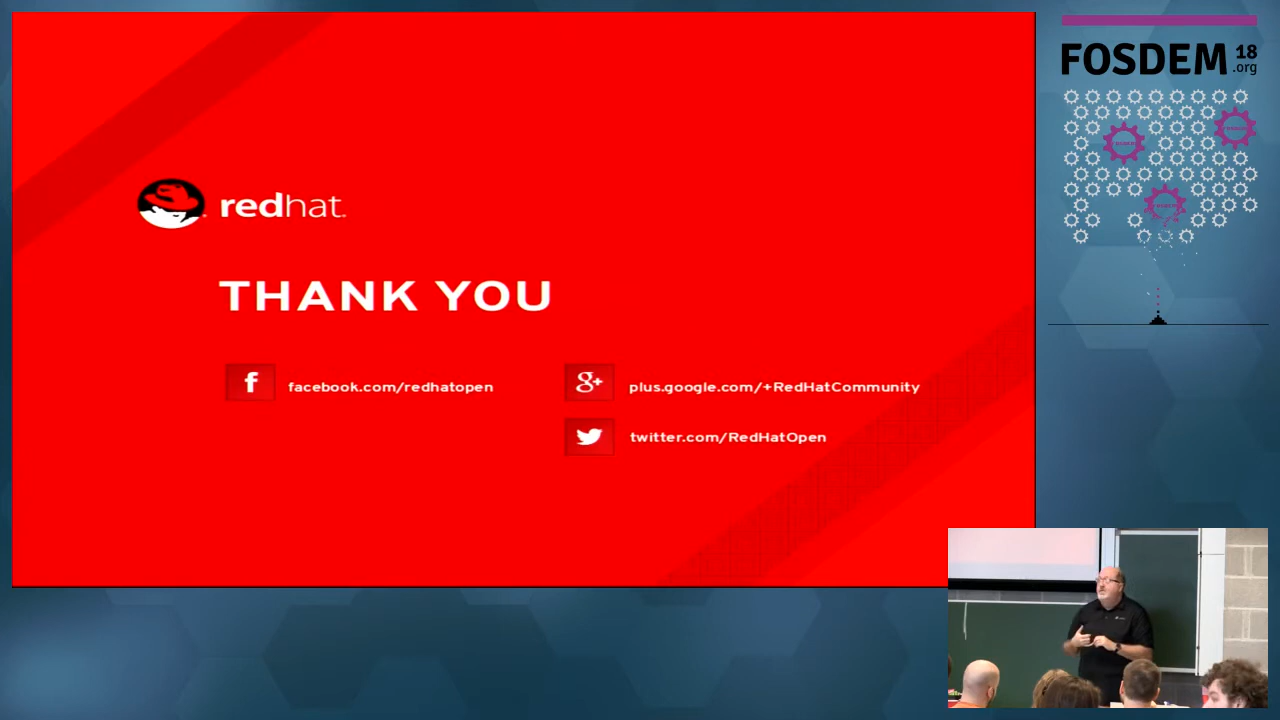 FOSDEM 18
.org
redhat.
THANK YOU
facebook.com/redhatopen
plus.google.com/+RedHatCommunity
twitter.com/RedHatOpen